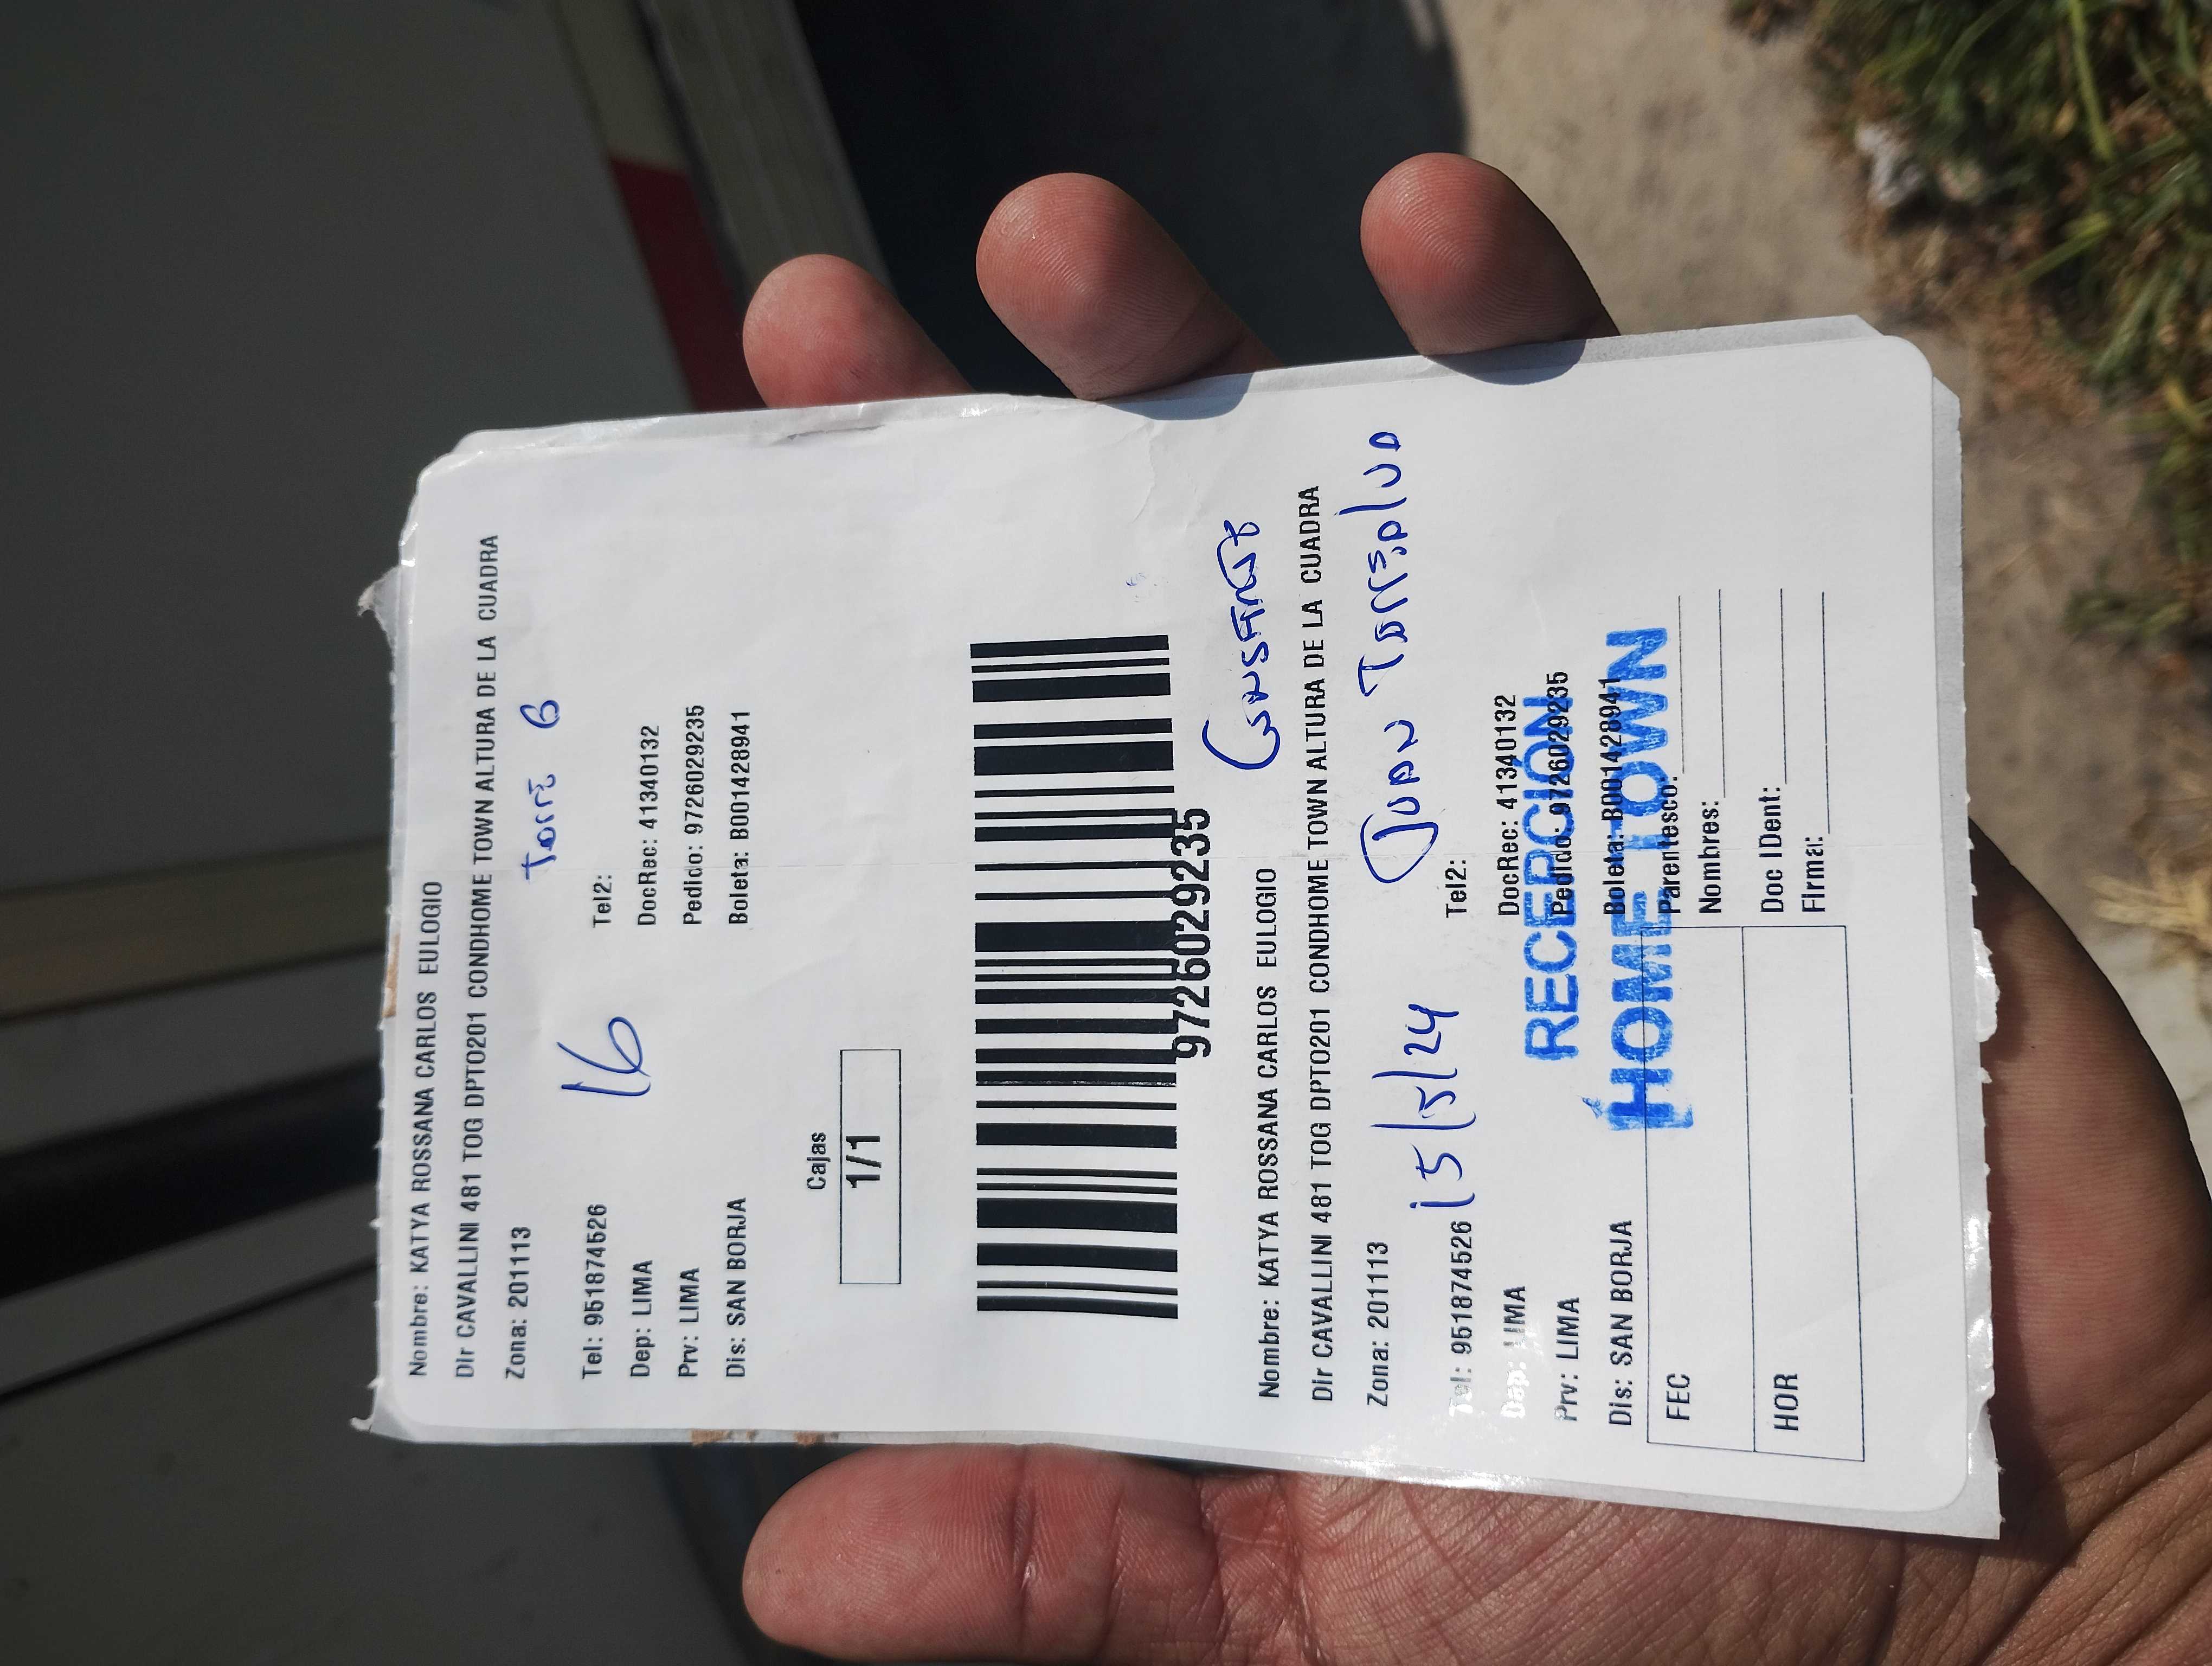 Nombre: KATYA ROSSANA CARLOS EULOGIO
Dir CAVALLINI 481 TOG DPTO201 CONDHOME TOWN ALTURA DE LA CUADRA
Zona: 201113
Torre 6
16
Tel: 951874526 Tel2:
Dep: LIMA DocRec: 41340132
Prv: LIMA Pedido: 9726029235
Dis: SAN BORJA Boleta: B001428941
Cajas
1/1
9726029235
Nombre: KATYA ROSSANA CARLOS EULOGIO
Dir CAVALLINI 481 TOG DPTO201 CONDHOME TOWN ALTURA DE LA CUADRA
Zona: 201113
15/5/24 Juan
Tel: 951874526 Tel2:
Dep: LIMA DocRec: 41340132
RECEPCIÓN
Prv: LIMA Pedido: 9726029235
HOME TOWN
Dis: SAN BORJA Boleta: B001428941
FEC Parentesco:
Nombres:
HOR Doc IDent:
Firma: